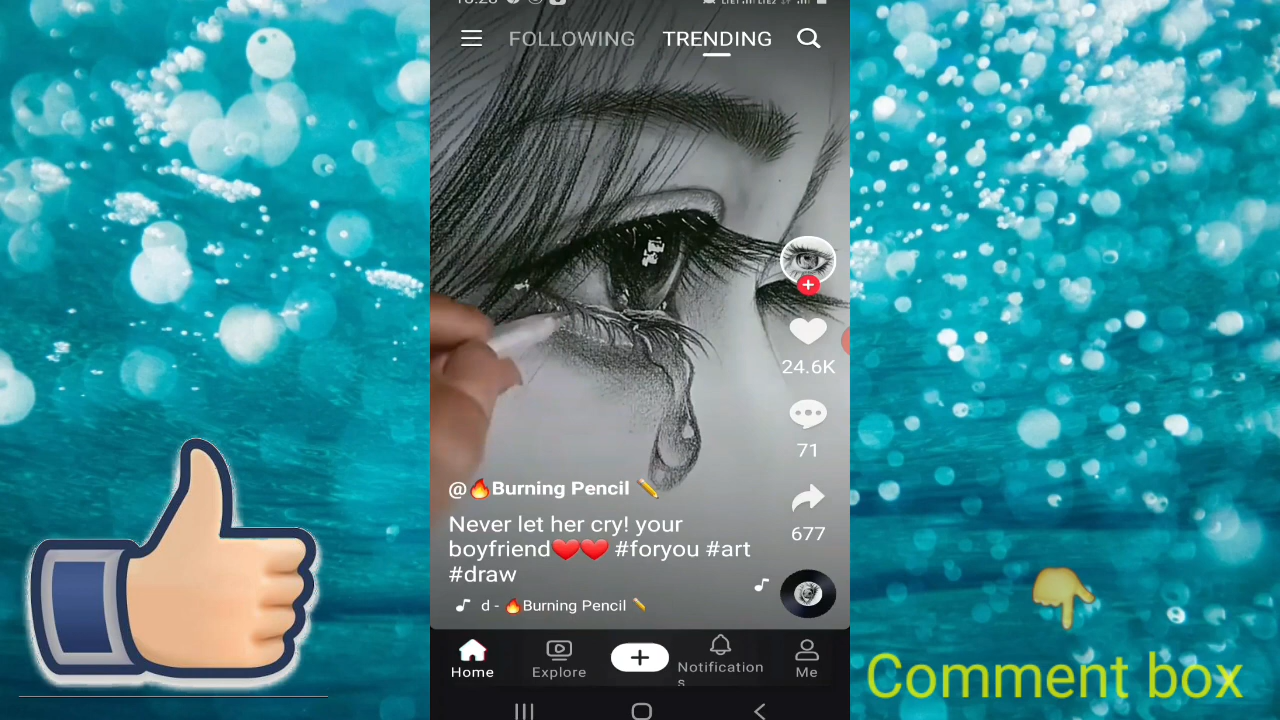 FOLLOWING TRENDING
24.6K
71
@🔥Burning Pencil ✏️
Never let her cry! your
boyfriend❤️❤️ #foryou #art
#draw
677
d - 🔥Burning Pencil ✏️
Home
Explore
Notification
s
Me
Comment box